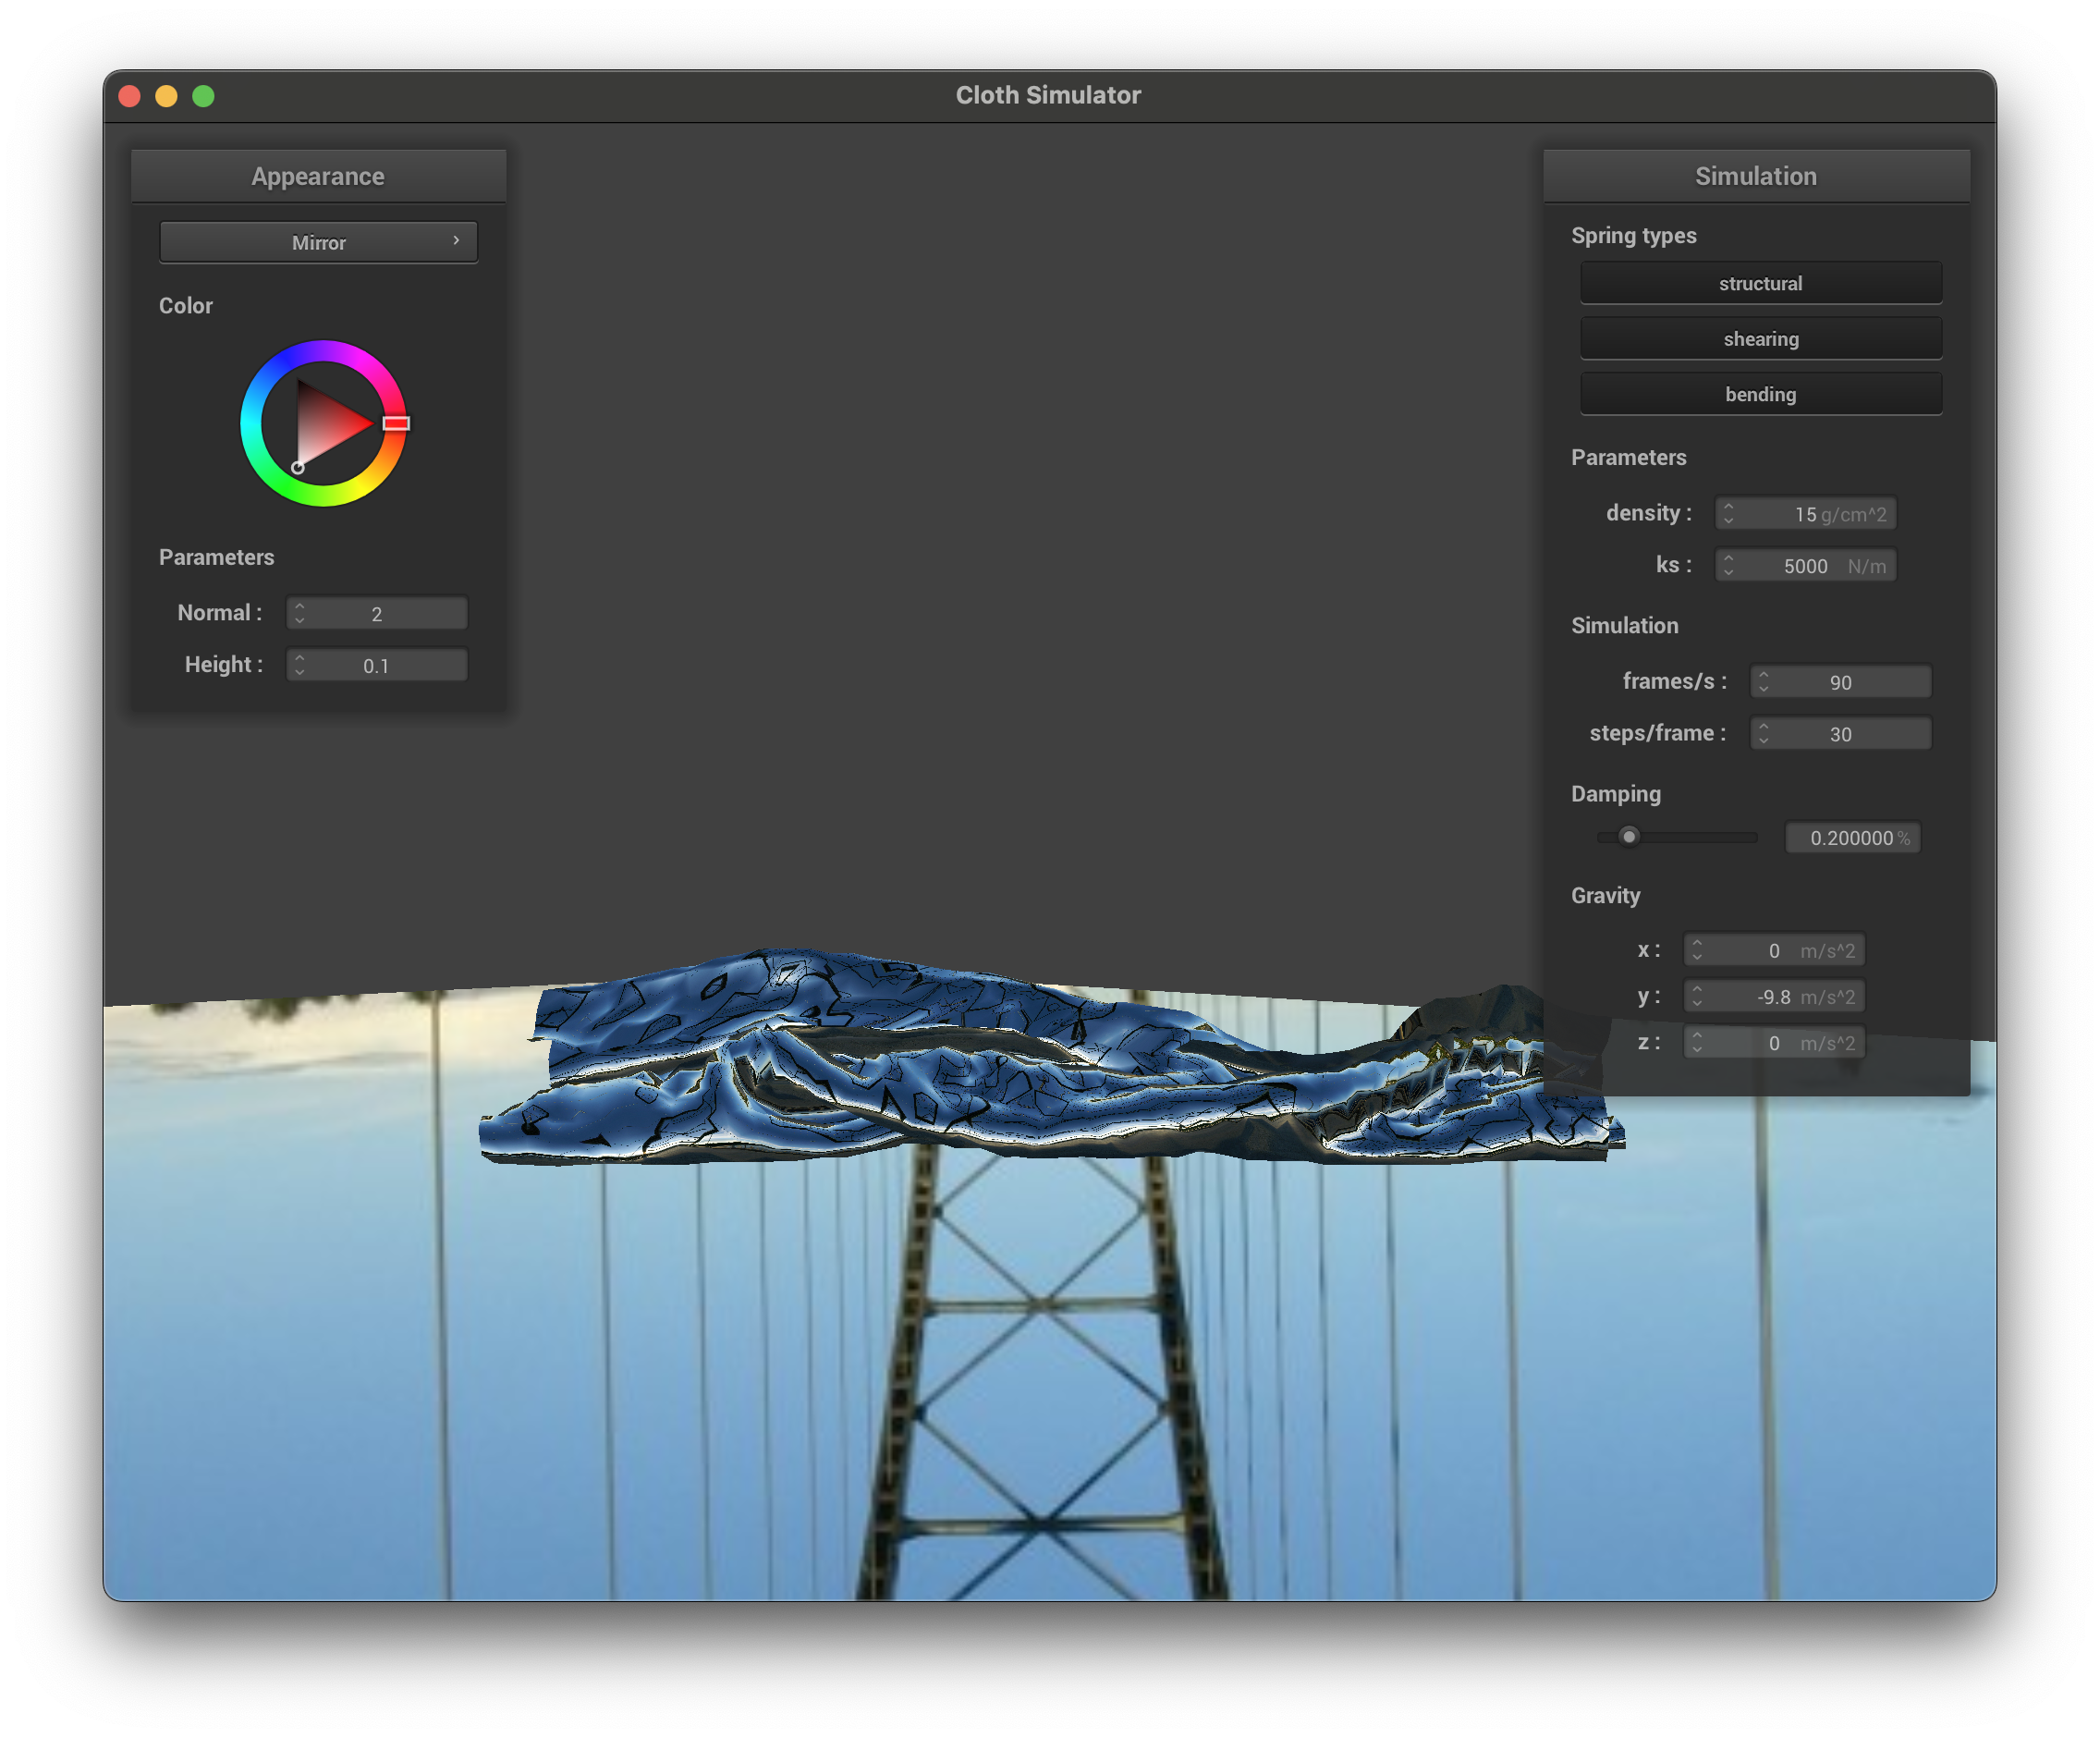 Cloth Simulator
Appearance
Mirror
Color
Parameters
Normal :
2
Height :
0.1
Simulation
Spring types
structural
shearing
bending
Parameters
density :
15 g/cm^2
ks :
5000 N/m
Simulation
frames/s :
90
steps/frame :
30
Damping
0.200000 %
Gravity
x :
0 m/s^2
y :
-9.8 m/s^2
z :
0 m/s^2